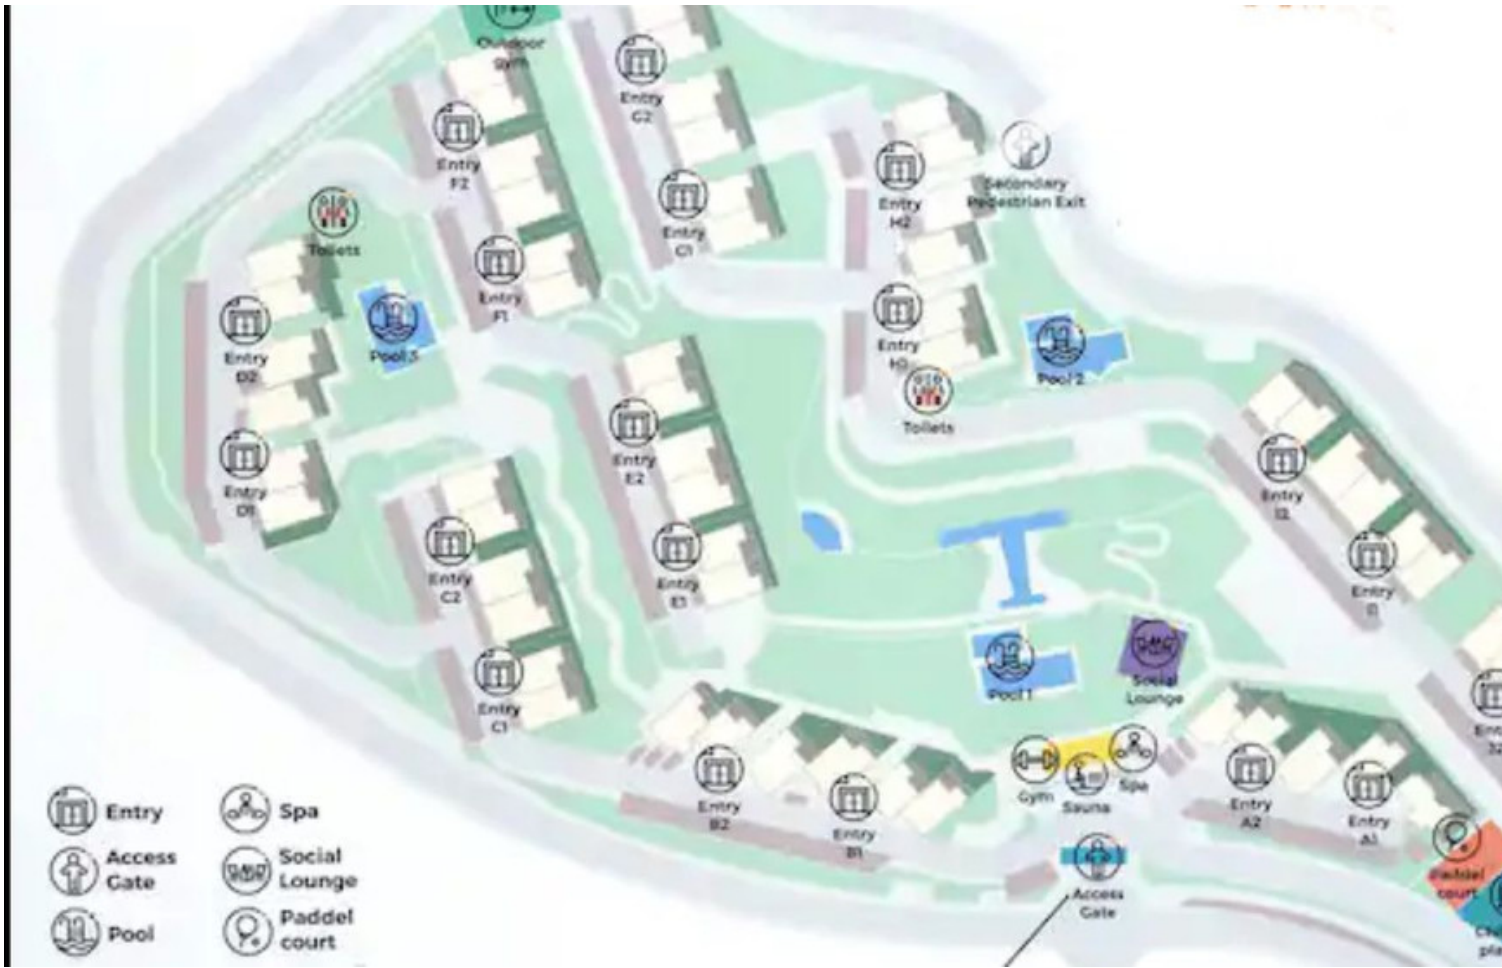 Outdoor
gym
Entry
G2
Entry
F2
Entry
H2
Secondary
Pedestrian Exit
Toilets
Entry
G1
Entry
F1
Entry
D2
Pool 3
Entry
H1
Pool 2
Toilets
Entry
E2
Entry
D1
Entry
I2
Entry
C2
Entry
E1
Entry
I1
Entry
C1
Pool 1
Social
Lounge
Entry
B2
Entry
B1
Gym
Sauna
Spa
Entry
A2
Entry
A1
Paddel
court
Access
Gate
Entry
Spa
Access
Gate
Social
Lounge
Pool
Paddel
court